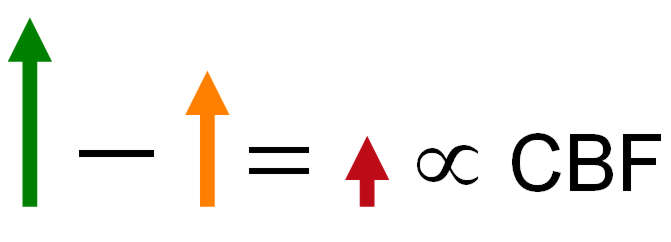 − = ∝ CBF